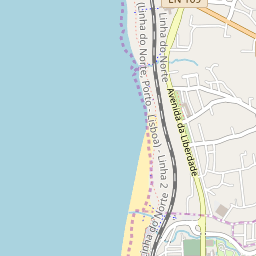 EN 109
(Linha do Norte, Porto - Lisboa) - Linha 2
Linha do Norte
Avenida da Liberdade
Linha do Norte